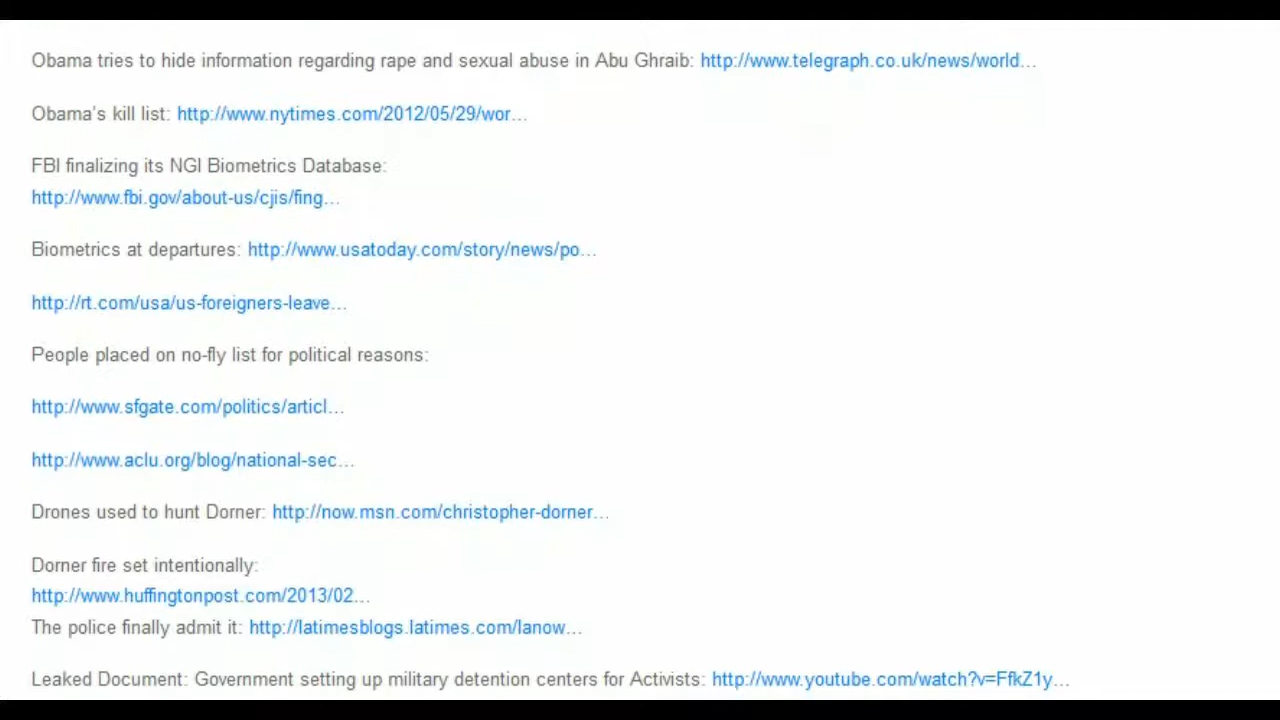 Obama tries to hide information regarding rape and sexual abuse in Abu Ghraib: http://www.telegraph.co.uk/news/world...
Obama's kill list: http://www.nytimes.com/2012/05/29/wor...
FBI finalizing its NGI Biometrics Database:
http://www.fbi.gov/about-us/cjis/fing...
Biometrics at departures: http://www.usatoday.com/story/news/po...
http://rt.com/usa/us-foreigners-leave...
People placed on no-fly list for political reasons:
http://www.sfgate.com/politics/articl...
http://www.aclu.org/blog/national-sec...
Drones used to hunt Dorner: http://now.msn.com/christopher-dorner...
Dorner fire set intentionally:
http://www.huffingtonpost.com/2013/02...
The police finally admit it: http://latimesblogs.latimes.com/lanow...
Leaked Document: Government setting up military detention centers for Activists: http://www.youtube.com/watch?v=FfkZ1y...